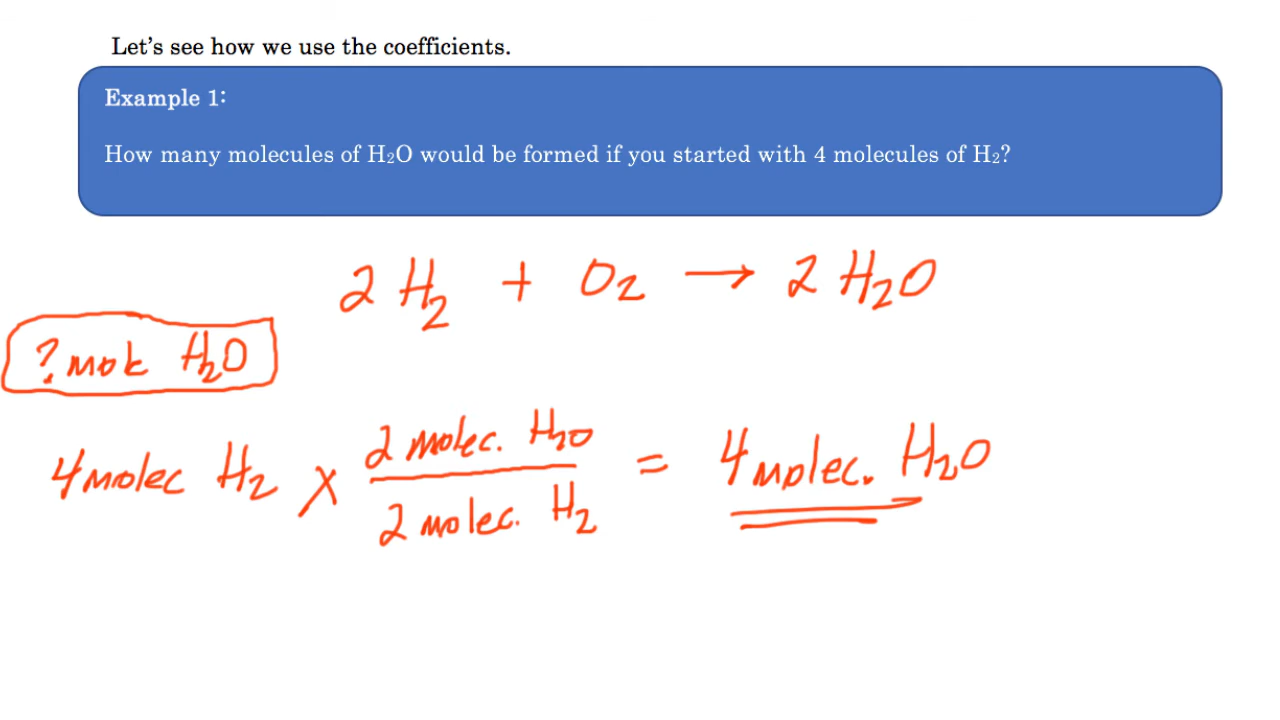 Let's see how we use the coefficients.
Example 1:
How many molecules of H₂O would be formed if you started with 4 molecules of H₂?
2 H₂ + O₂ → 2 H₂O
? H₂O
4 molec H₂ × 2 molec. H₂O / 2 molec. H₂ = 4 molec. H₂O